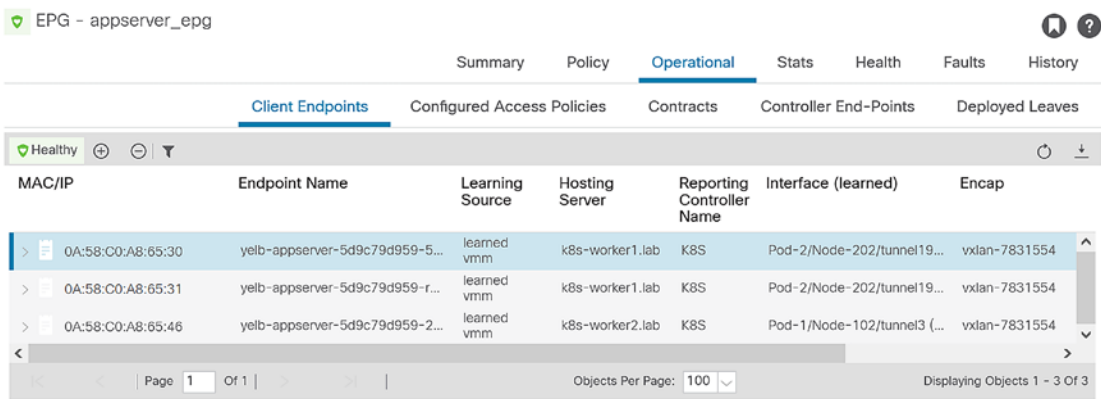 EPG - appserver_epg
Summary Policy Operational Stats Health Faults History
Client Endpoints Configured Access Policies Contracts Controller End-Points Deployed Leaves
Healthy
MAC/IP Endpoint Name Learning Source Hosting Server Reporting Controller Name Interface (learned) Encap
0A:58:C0:A8:65:30 yelb-appserver-5d9c79d959-5... learned vmm k8s-worker1.lab K8S Pod-2/Node-202/tunnel19... vxlan-7831554
0A:58:C0:A8:65:31 yelb-appserver-5d9c79d959-r... learned vmm k8s-worker1.lab K8S Pod-2/Node-202/tunnel19... vxlan-7831554
0A:58:C0:A8:65:46 yelb-appserver-5d9c79d959-2... learned vmm k8s-worker2.lab K8S Pod-1/Node-102/tunnel3 (... vxlan-7831554
Page 1 Of 1 Objects Per Page: 100 Displaying Objects 1 - 3 Of 3